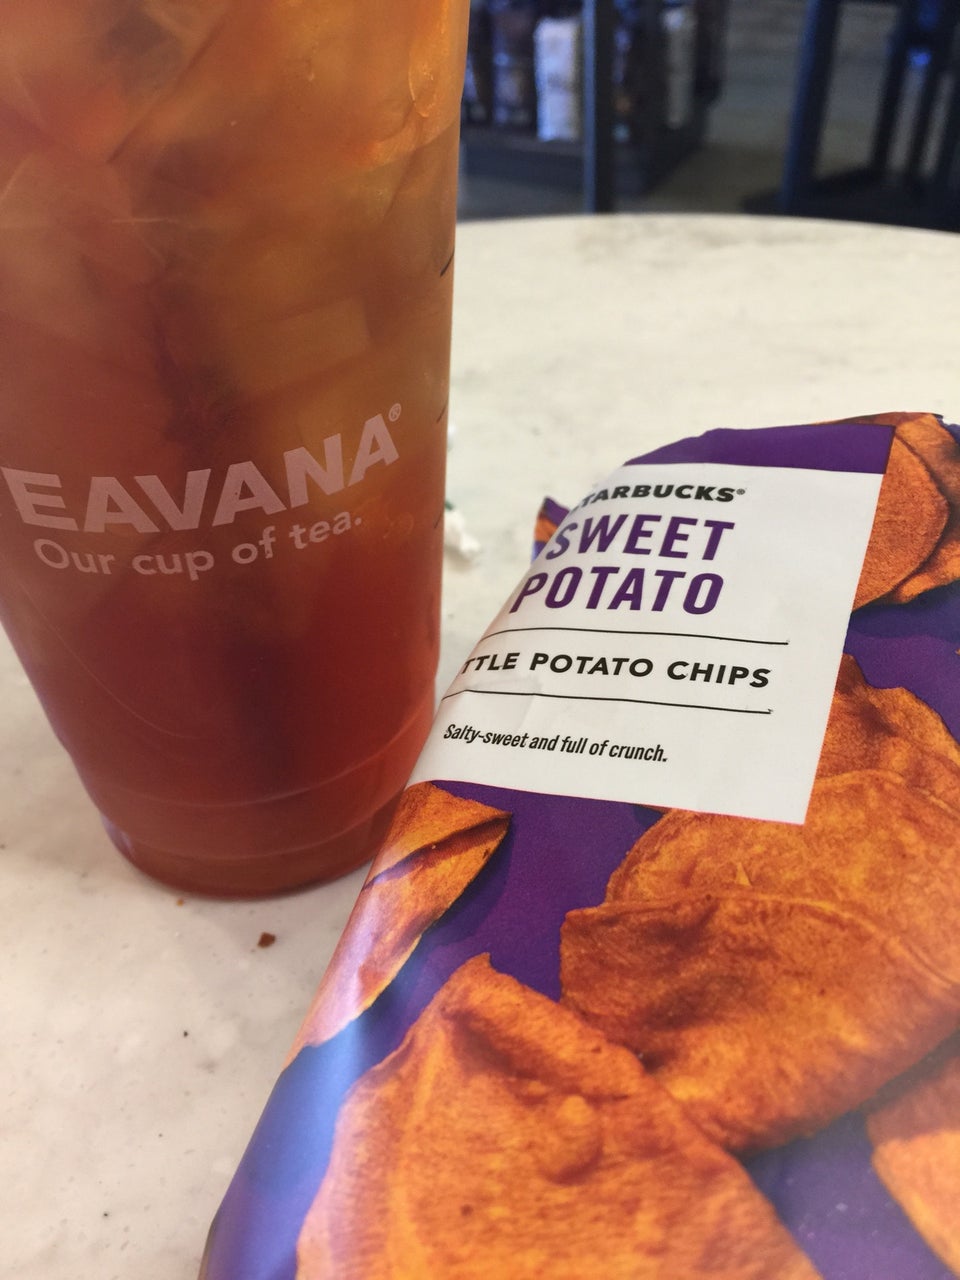 EAVANA®
Our cup of tea.
TARBUCKS®
SWEET
POTATO
TTLE POTATO CHIPS
Salty-sweet and full of crunch.